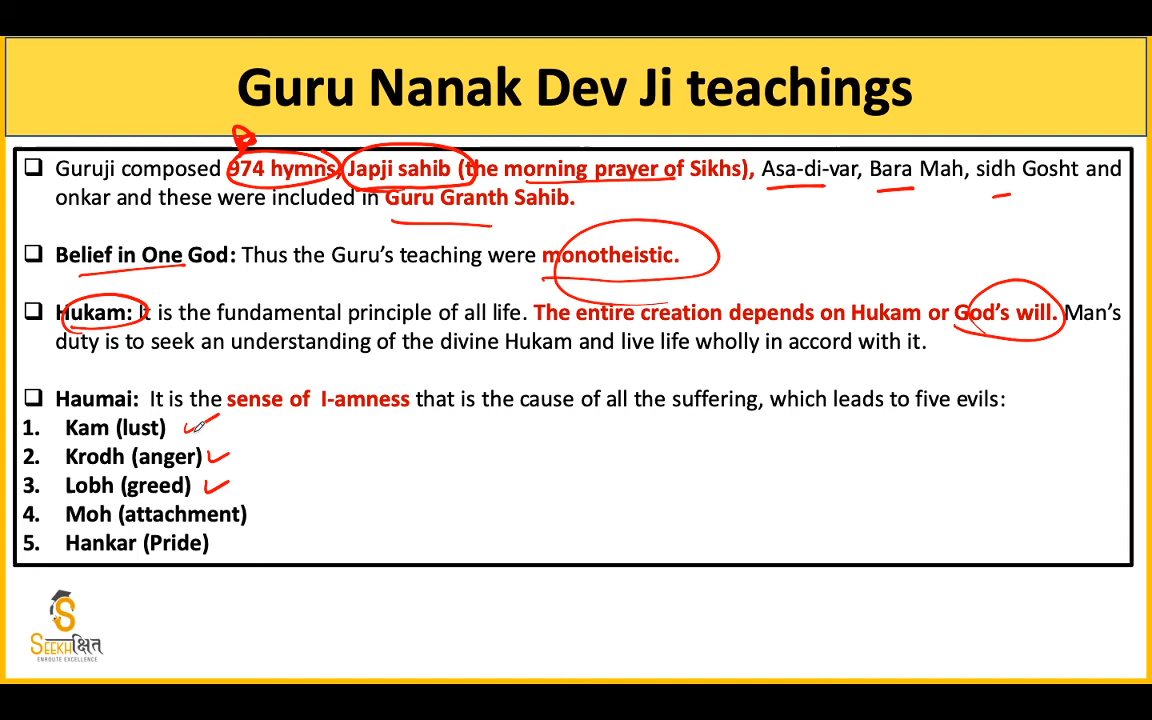 Guru Nanak Dev Ji teachings
Guruji composed 974 hymns, Japji sahib (the morning prayer of Sikhs), Asa-di-var, Bara Mah, sidh Gosht and
onkar and these were included in Guru Granth Sahib.
Belief in One God: Thus the Guru's teaching were monotheistic.
Hukam: It is the fundamental principle of all life. The entire creation depends on Hukam or God's will. Man's
duty is to seek an understanding of the divine Hukam and live life wholly in accord with it.
Haumai: It is the sense of I-amness that is the cause of all the suffering, which leads to five evils:
1. Kam (lust)
2. Krodh (anger)
3. Lobh (greed)
4. Moh (attachment)
5. Hankar (Pride)
SEEKHक्षित
ENROUTE EXCELLENCE